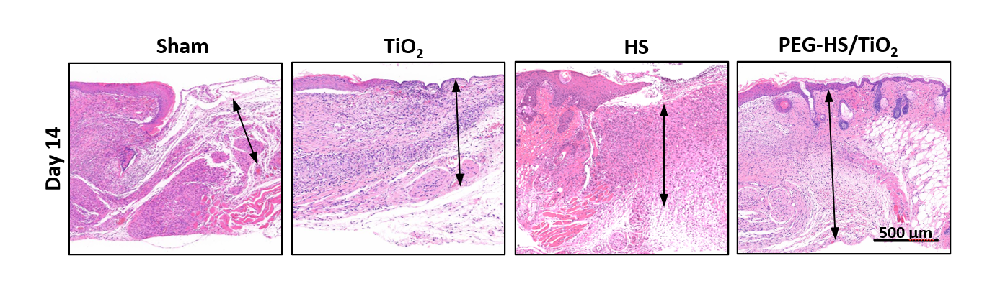 Sham
TiO₂
HS
PEG-HS/TiO₂
Day 14
500 μm